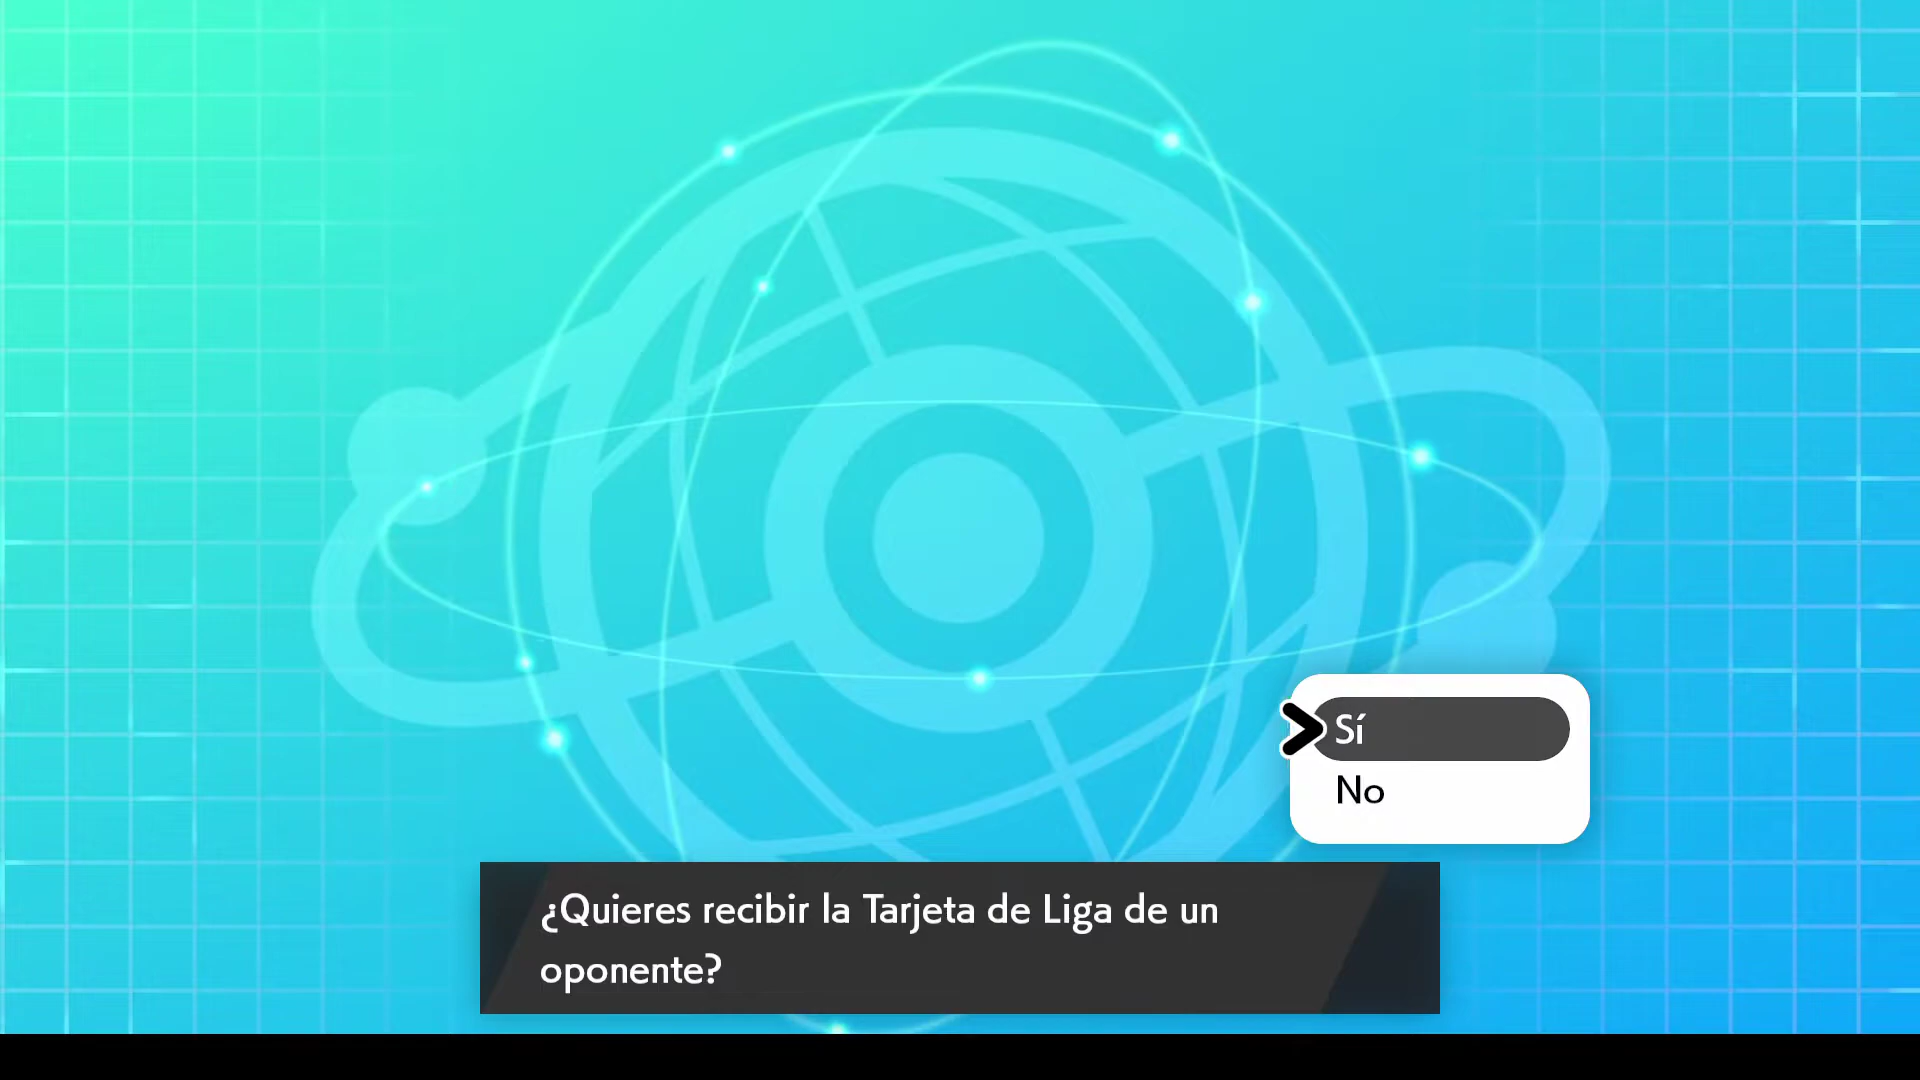 Sí
No
¿Quieres recibir la Tarjeta de Liga de un
oponente?